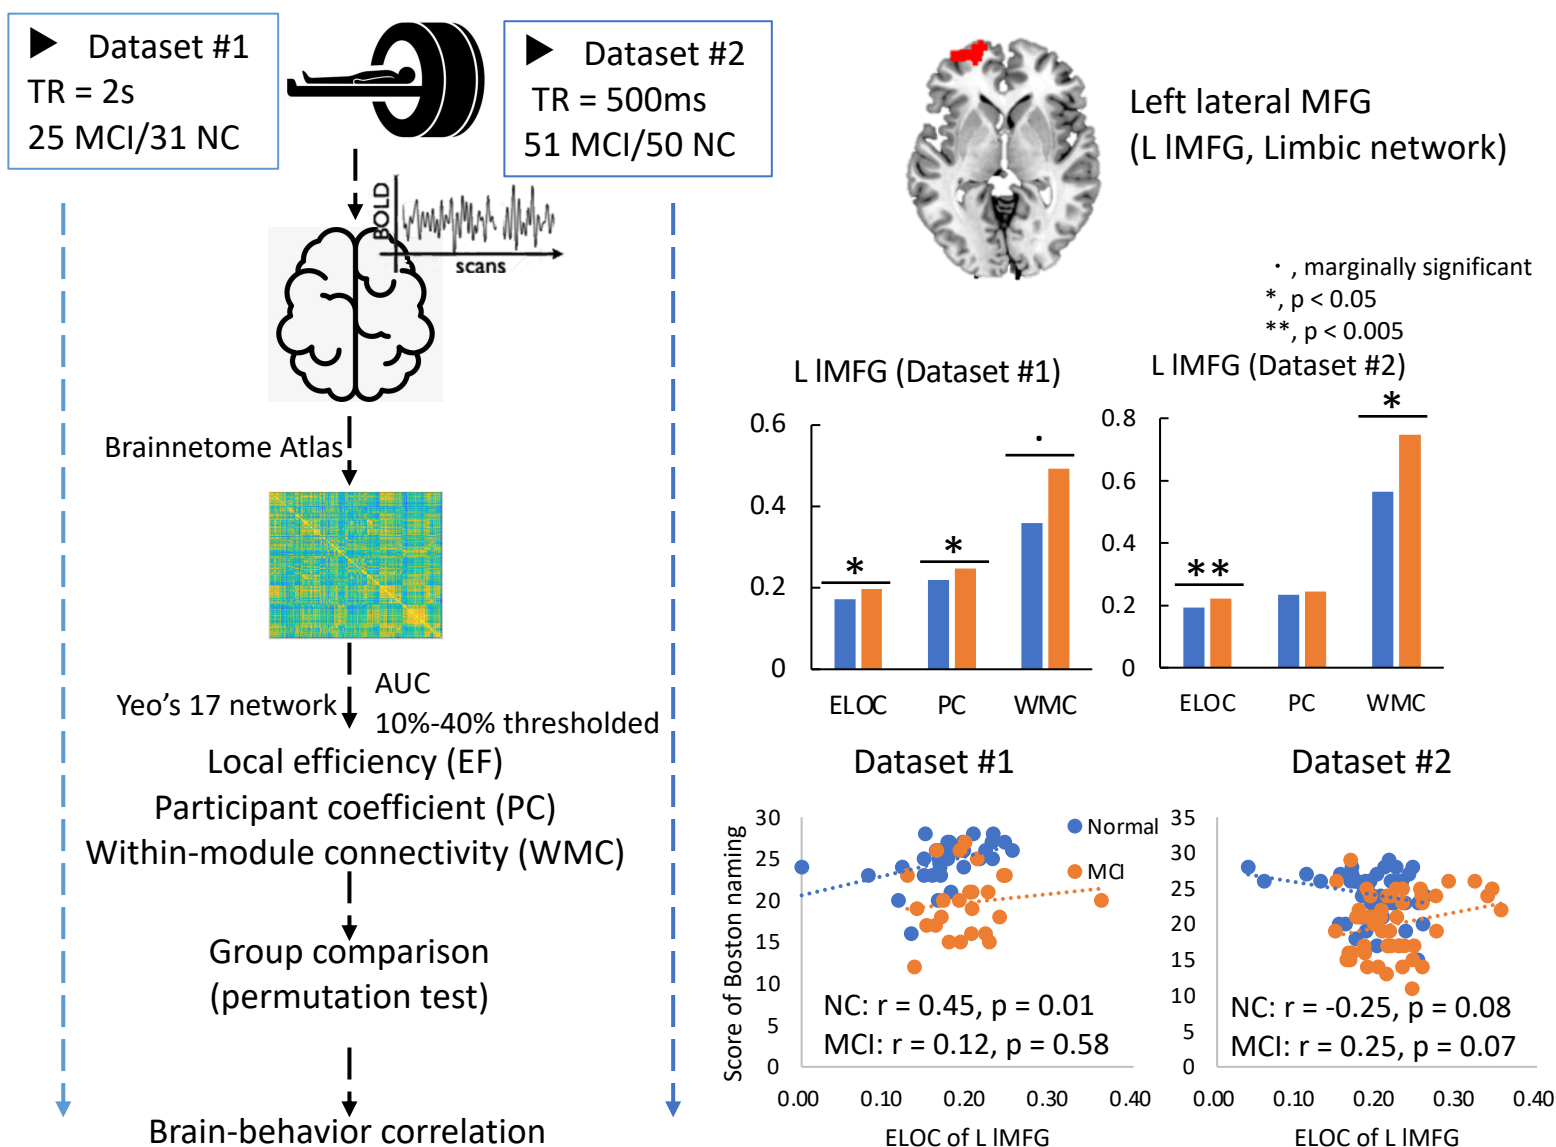 ▶ Dataset #1
TR = 2s
25 MCI/31 NC
▶ Dataset #2
TR = 500ms
51 MCI/50 NC
BOLD
scans
Brainnetome Atlas
Yeo's 17 network
AUC
10%-40% thresholded
Local efficiency (EF)
Participant coefficient (PC)
Within-module connectivity (WMC)
Group comparison
(permutation test)
Brain-behavior correlation
Left lateral MFG
(L lMFG, Limbic network)
· , marginally significant
*, p < 0.05
**, p < 0.005
L lMFG (Dataset #1)
0.6
0.4
0.2
0
*
*
·
ELOC PC WMC
L lMFG (Dataset #2)
0.8
0.6
0.4
0.2
0
**
*
ELOC PC WMC
Dataset #1
Score of Boston naming
30
25
20
15
10
5
0
Normal
MCI
NC: r = 0.45, p = 0.01
MCI: r = 0.12, p = 0.58
0.00 0.10 0.20 0.30 0.40
ELOC of L lMFG
Dataset #2
35
30
25
20
15
10
5
0
NC: r = -0.25, p = 0.08
MCI: r = 0.25, p = 0.07
0.00 0.10 0.20 0.30 0.40
ELOC of L lMFG